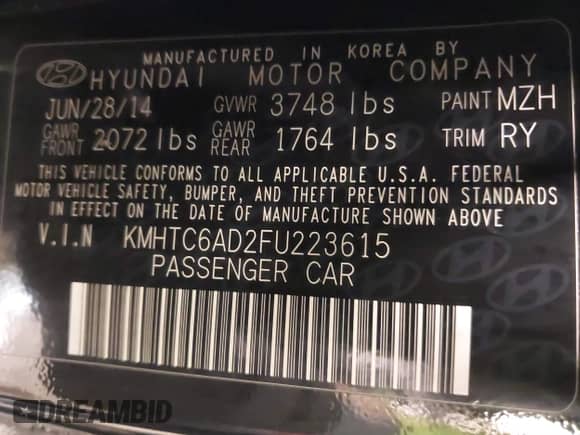 MANUFACTURED IN KOREA BY
HYUNDAI MOTOR COMPANY
JUN/28/14 GVWR 3748 lbs PAINT MZH
GAWR FRONT 2072 lbs GAWR REAR 1764 lbs TRIM RY
THIS VEHICLE CONFORMS TO ALL APPLICABLE U.S.A. FEDERAL
MOTOR VEHICLE SAFETY, BUMPER, AND THEFT PREVENTION STANDARDS
IN EFFECT ON THE DATE OF MANUFACTURE SHOWN ABOVE
V.I.N KMHTC6AD2FU223615
PASSENGER CAR
DREAMBID